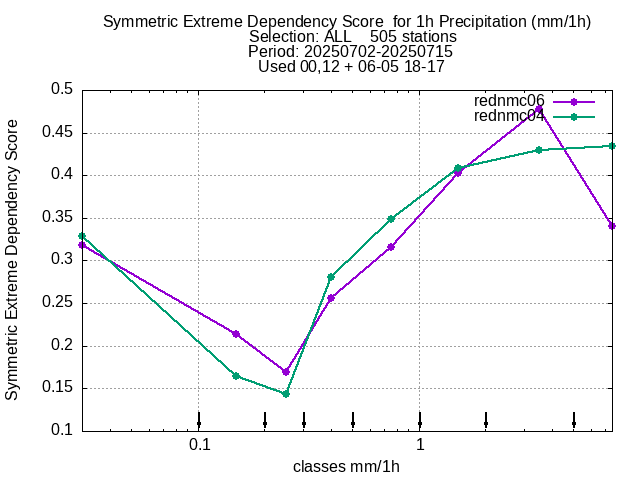 Symmetric Extreme Dependency Score  for 1h Precipitation (mm/1h)
Selection: ALL    505 stations
Period: 20250702-20250715
Used 00,12 + 06-05 18-17
rednmc06
rednmc04
Symmetric Extreme Dependency Score
0.5
0.45
0.4
0.35
0.3
0.25
0.2
0.15
0.1
0.1
1
classes mm/1h